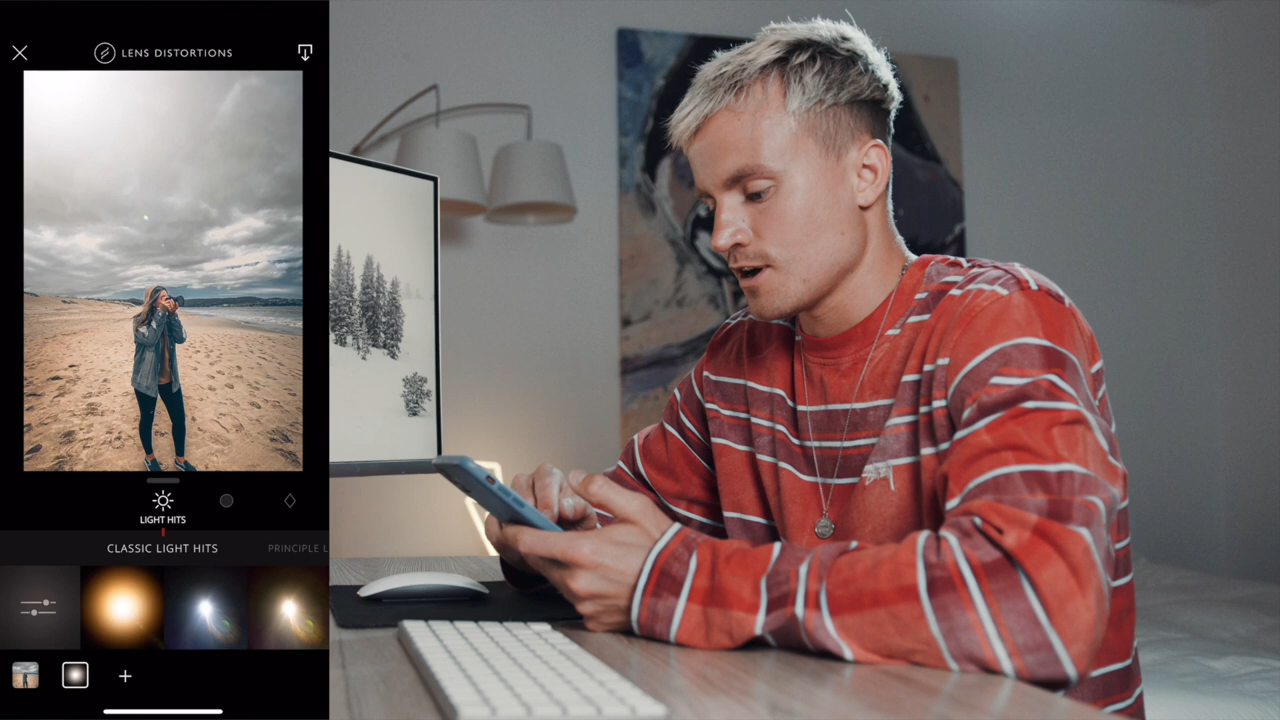 LENS DISTORTIONS
LIGHT HITS
CLASSIC LIGHT HITS
PRINCIPLE L